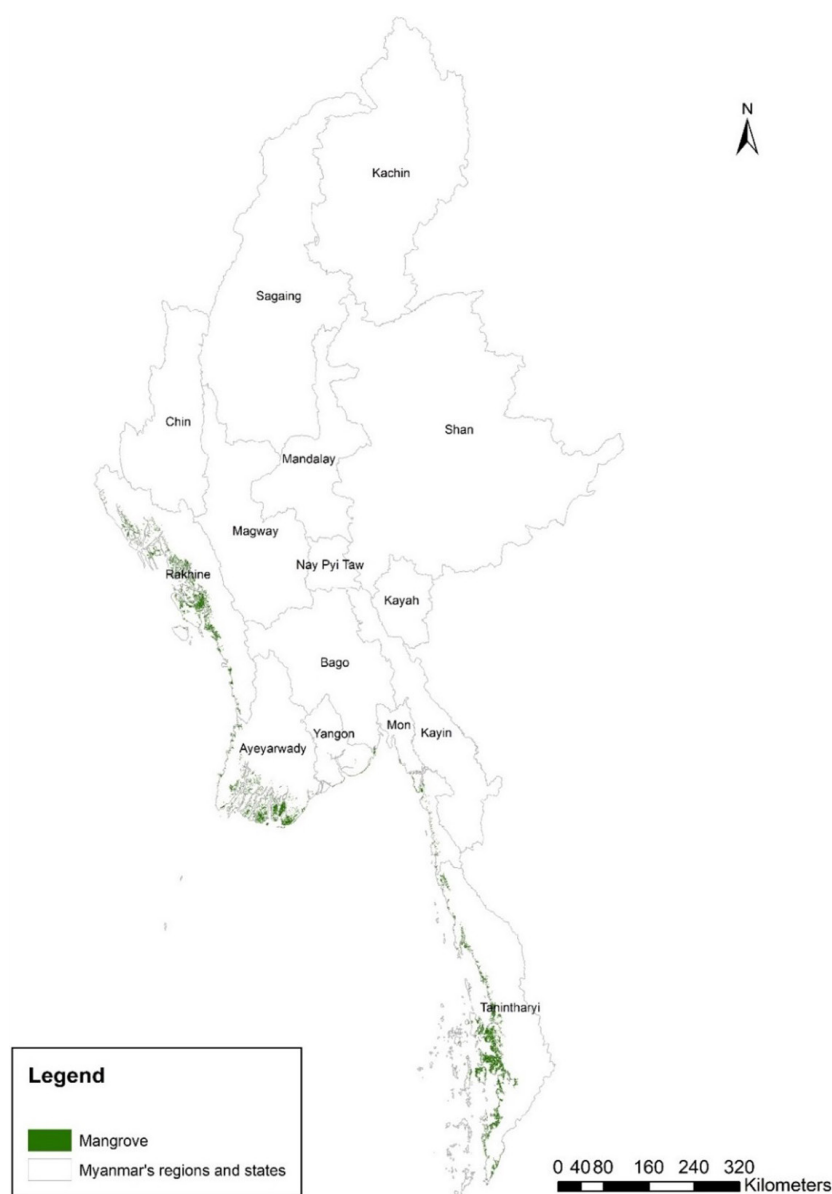 N
Kachin
Sagaing
Chin
Shan
Mandalay
Magway
Nay Pyi Taw
Rakhine
Kayah
Bago
Mon
Yangon
Kayin
Ayeyarwady
Tanintharyi
Legend
Mangrove
Myanmar's regions and states
0 40 80 160 240 320
Kilometers